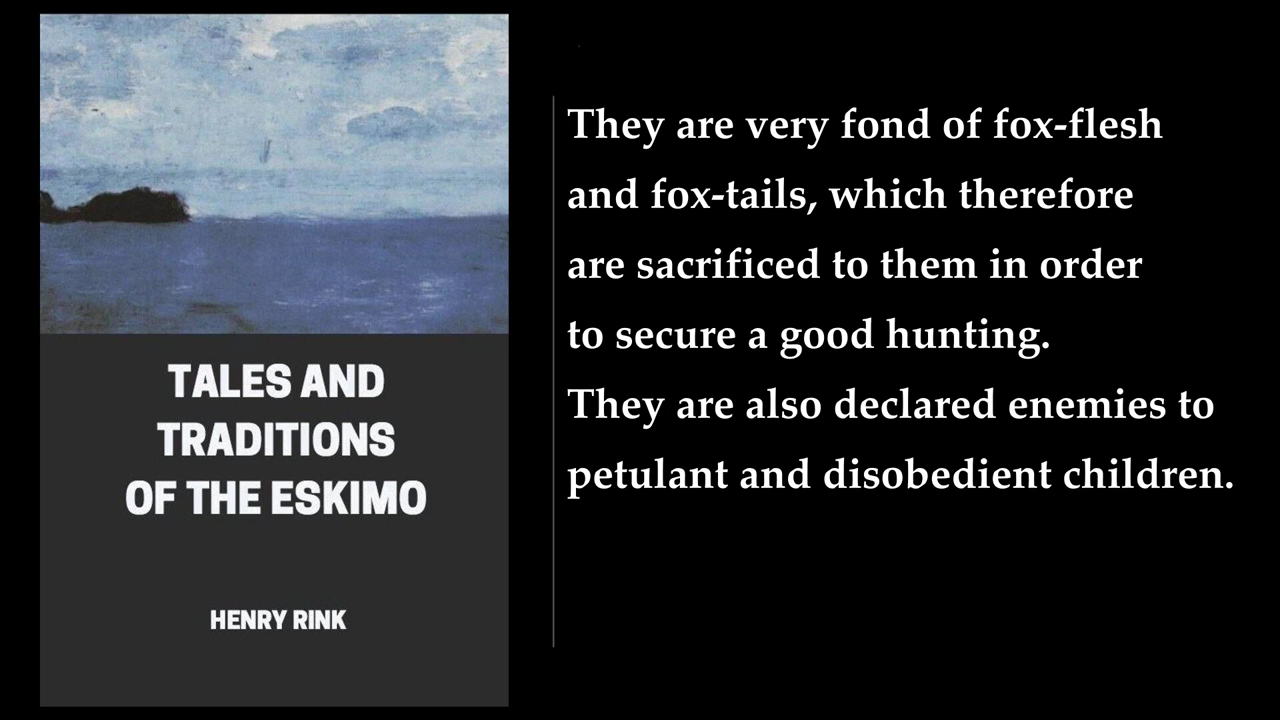 TALES AND
TRADITIONS
OF THE ESKIMO
HENRY RINK
They are very fond of fox-flesh
and fox-tails, which therefore
are sacrificed to them in order
to secure a good hunting.
They are also declared enemies to
petulant and disobedient children.